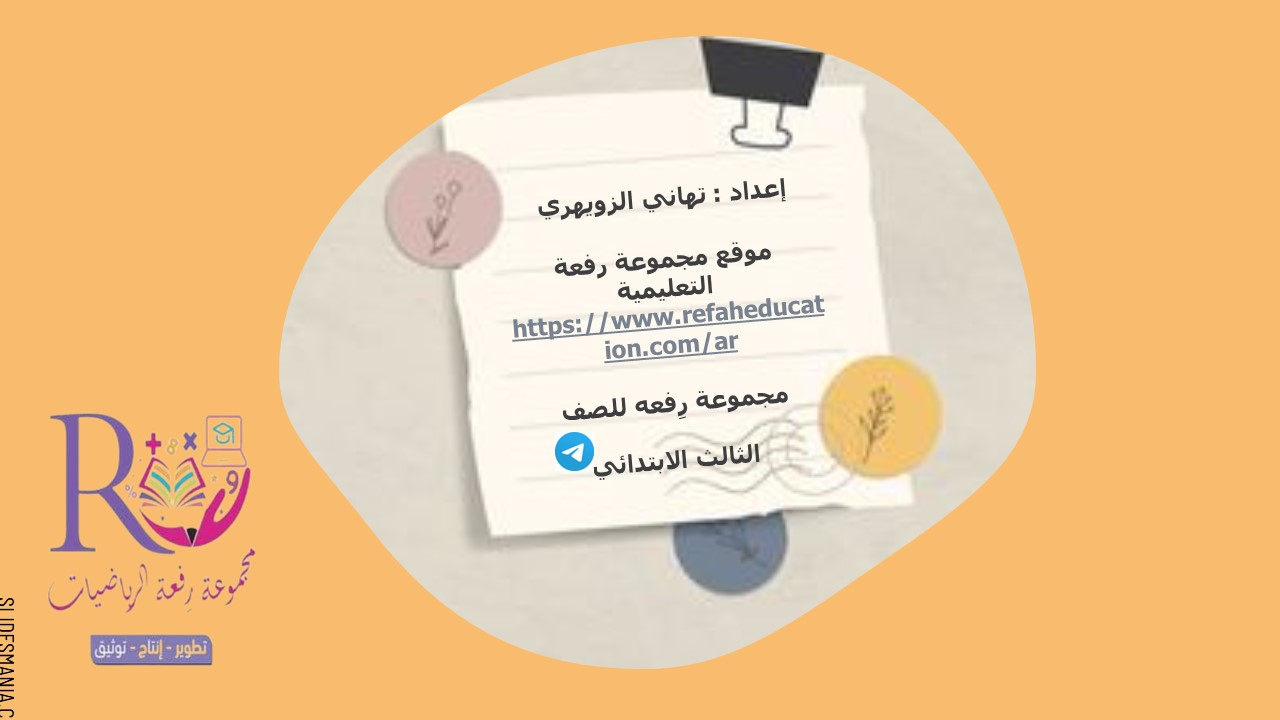 إعداد : تهاني الزويهري
موقع مجموعة رفعة
التعليمية
https://www.refaheducat
ion.com/ar
مجموعة رِفعه للصف
الثالث الابتدائي
R
رفعة
مجموعة رِفعة الرياضيات
تطوير - إنتاج - توثيق
SLIDESMANIA.C